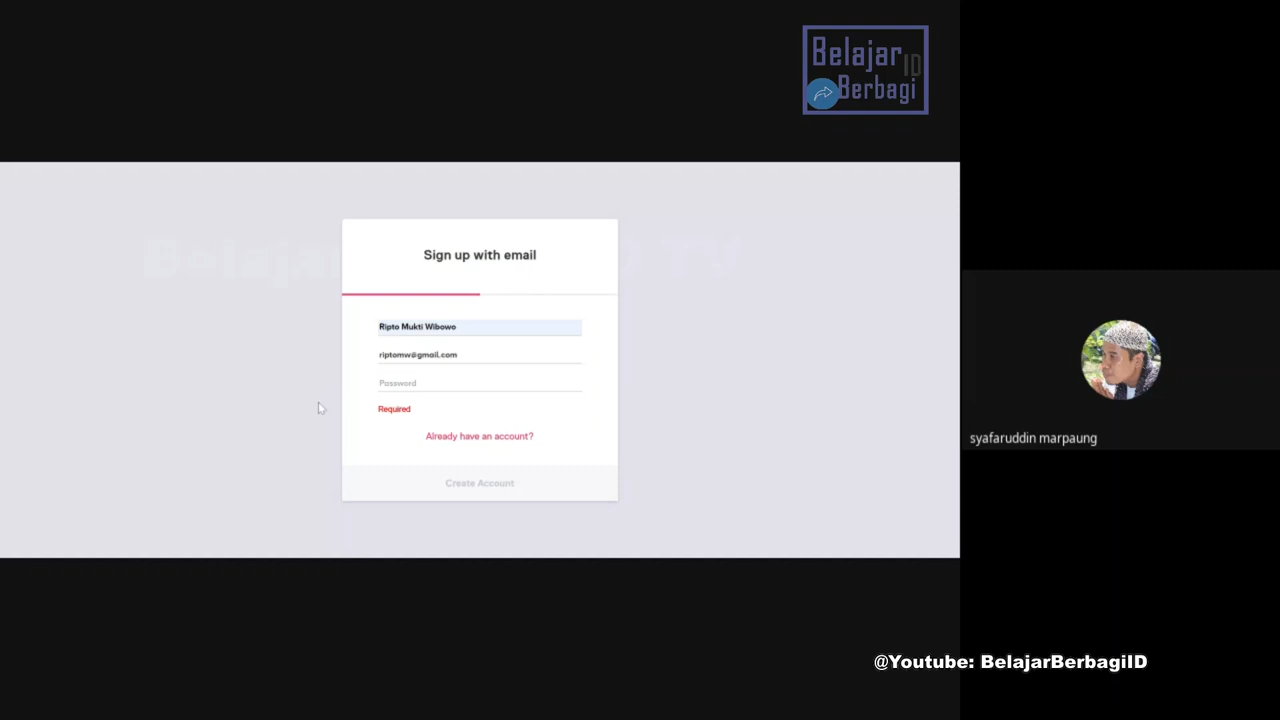 Belajar
ID
Berbagi
Sign up with email
Ripto Mukti Wibowo
riptomw@gmail.com
Password
Required
Already have an account?
Create Account
syafaruddin marpaung
@Youtube: BelajarBerbagiID